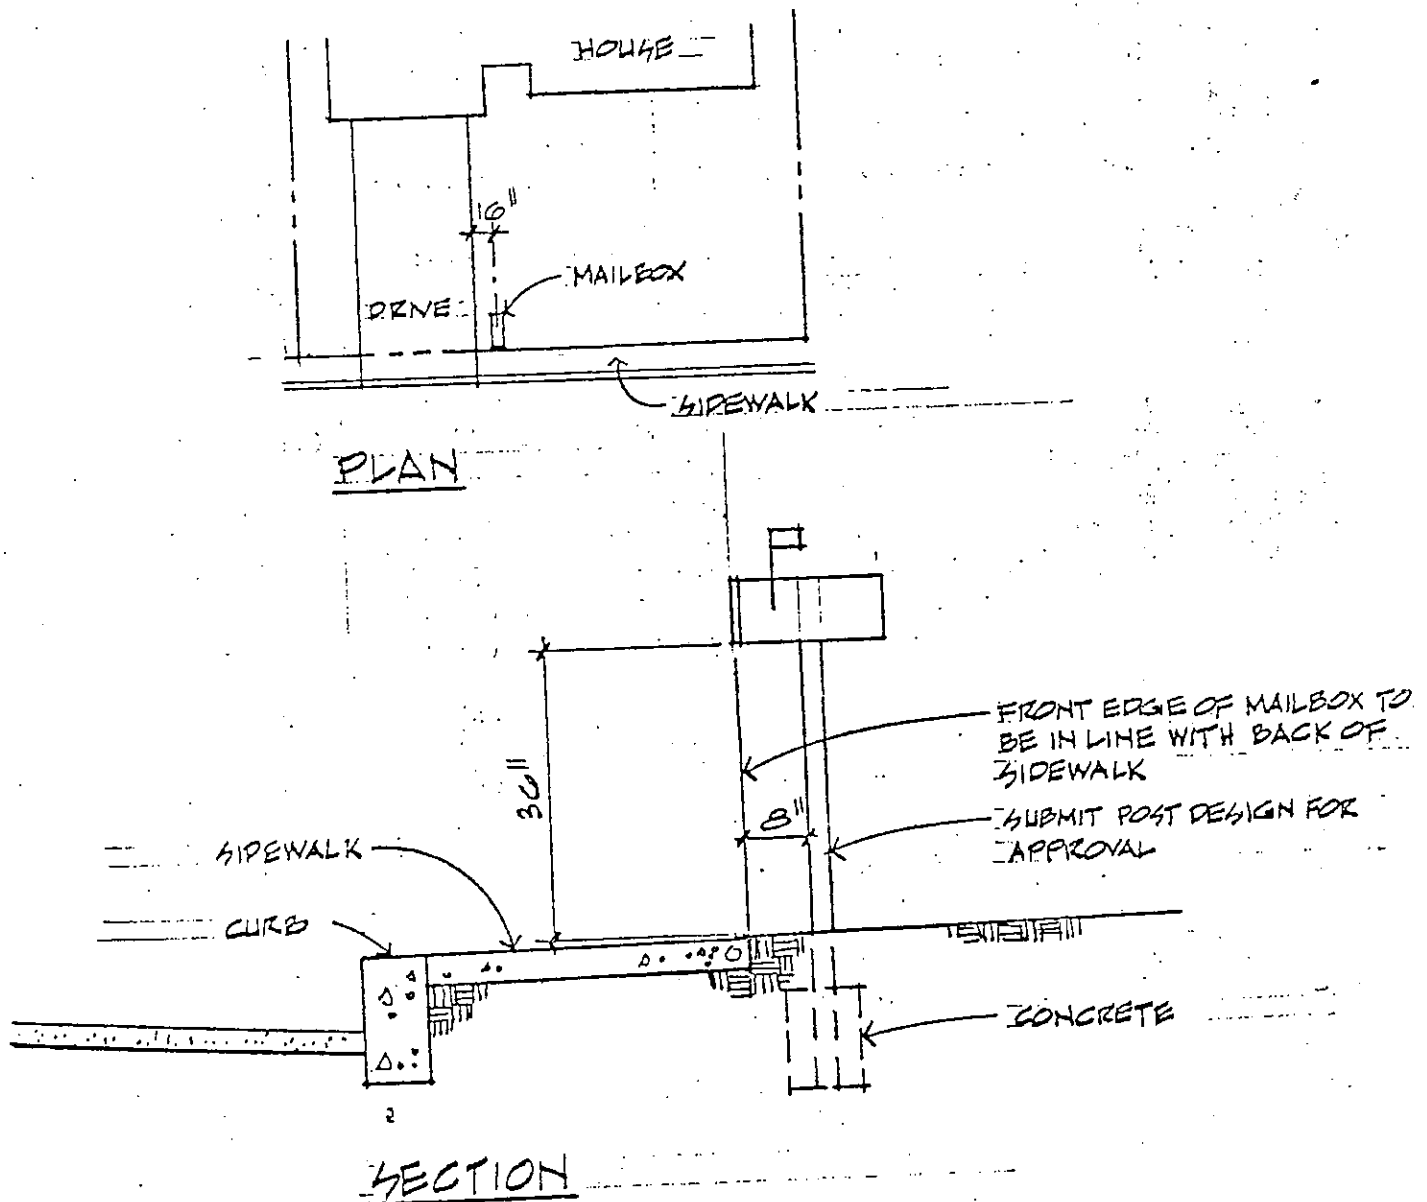 HOUSE
16"
MAILBOX
DRIVE
SIDEWALK
PLAN
36"
FRONT EDGE OF MAILBOX TO
BE IN LINE WITH BACK OF
SIDEWALK
8"
SUBMIT POST DESIGN FOR
APPROVAL
SIDEWALK
CURB
CONCRETE
2
SECTION